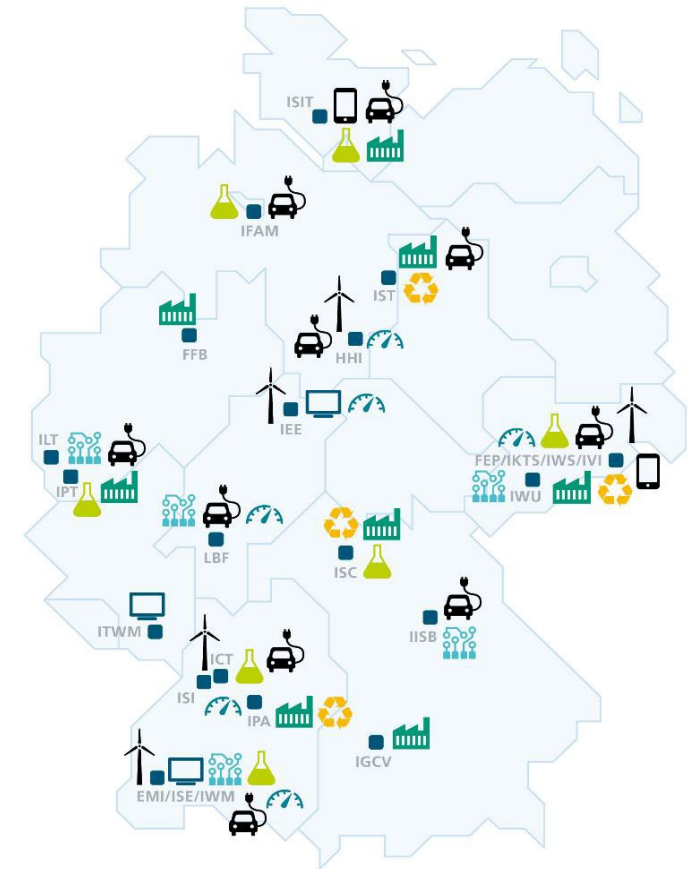 ISIT
IFAM
IST
FFB
HHI
IEE
ILT
FEP/IKTS/IWS/IVI
IPT
IWU
LBF
ISC
ITWM
IISB
ICT
ISI
IPA
IGCV
EMI/ISE/IWM